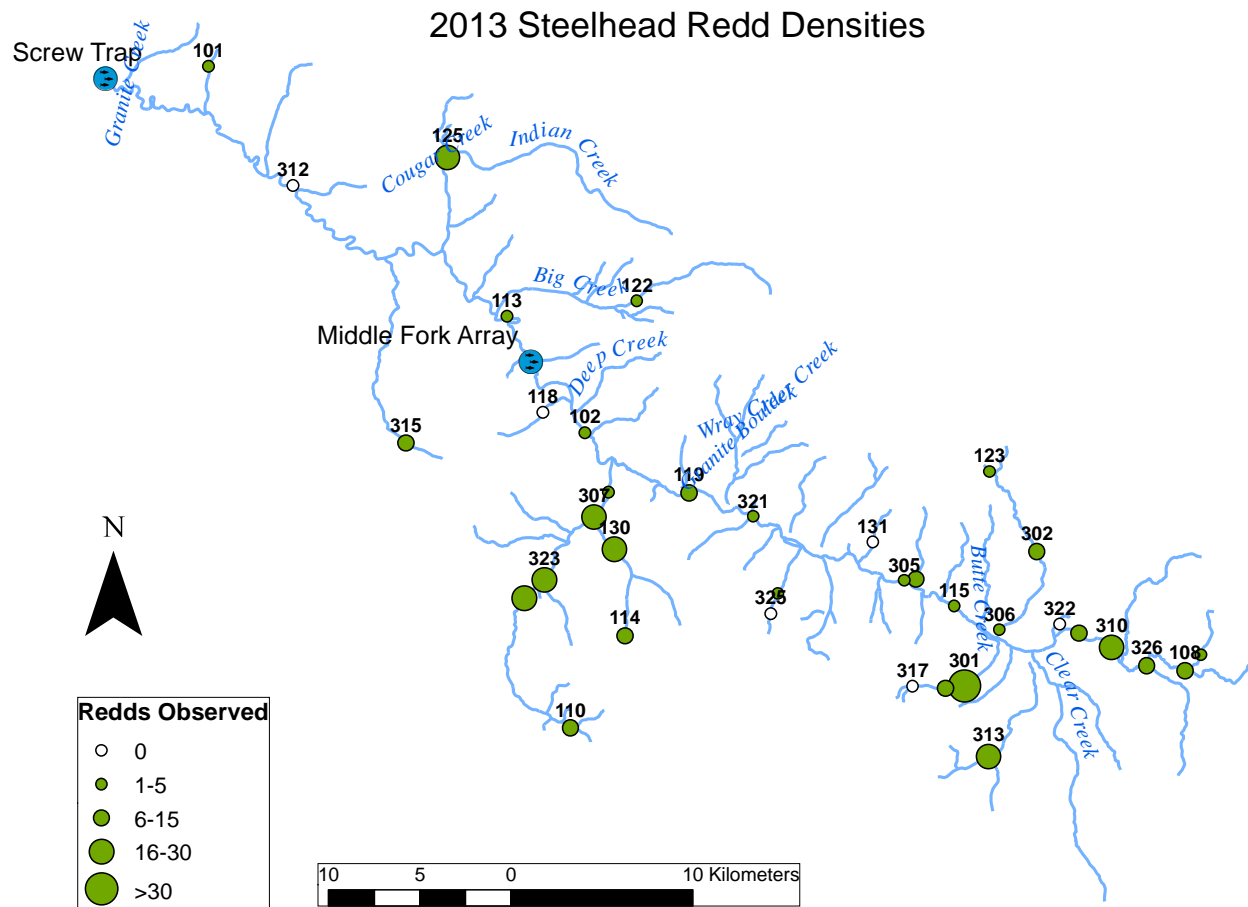 2013 Steelhead Redd Densities
Screw Trap
Granite Creek
101
312
125
Cougar Creek
Indian Creek
Big Creek
122
113
Middle Fork Array
Deep Creek
118
102
315
Wray Creek
Granite Boulder Creek
119
321
307
130
323
114
110
131
325
305
115
Butte Creek
123
302
306
322
310
326
108
317
301
313
Clear Creek
N
Redds Observed
0
1-5
6-15
16-30
>30
10 5 0 10 Kilometers